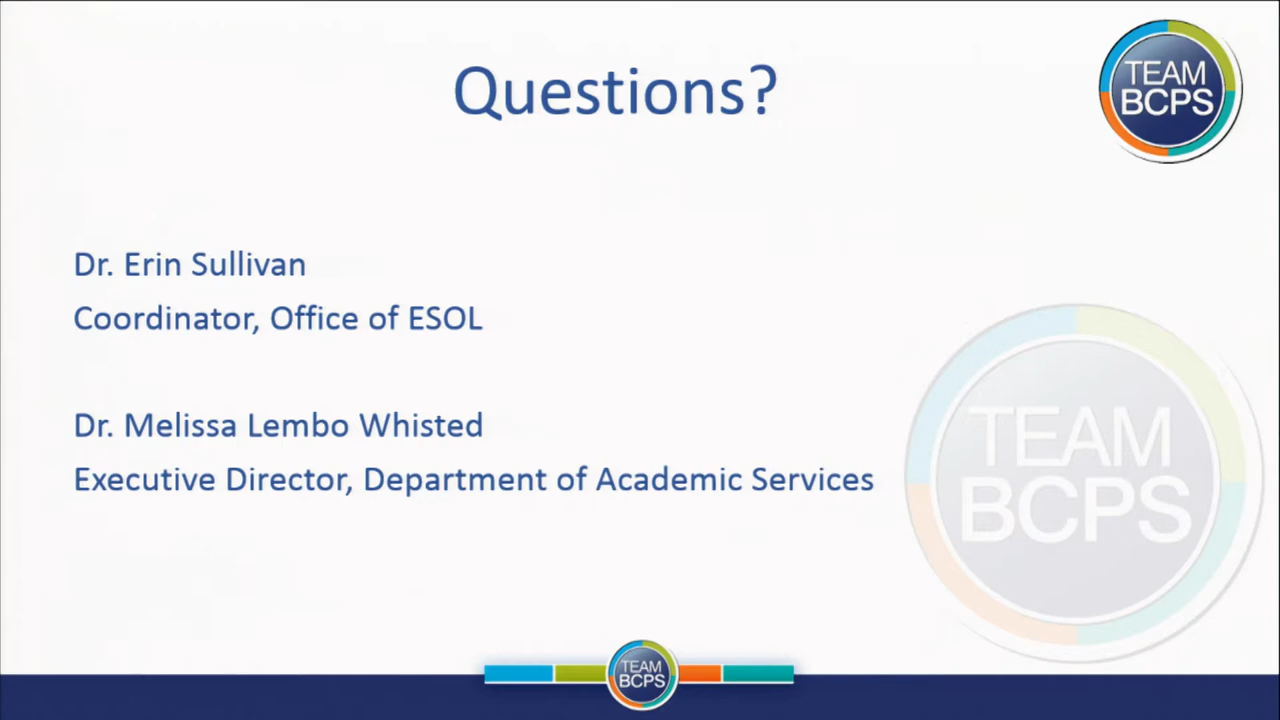 Questions?
TEAM
BCPS
Dr. Erin Sullivan
Coordinator, Office of ESOL
Dr. Melissa Lembo Whisted
Executive Director, Department of Academic Services
TEAM
BCPS
TEAM
BCPS